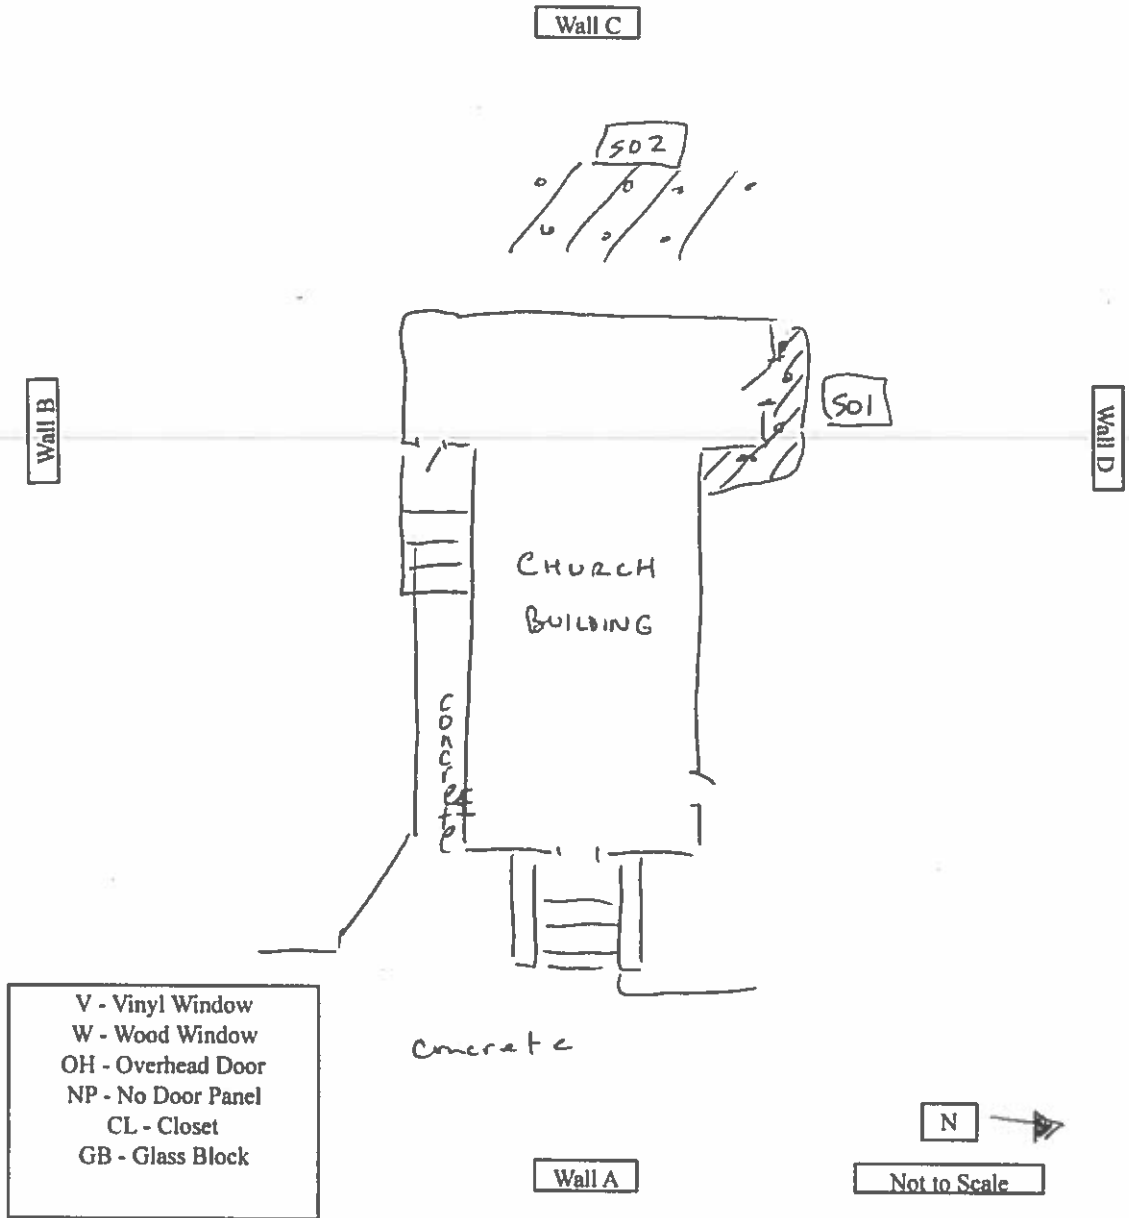 Wall C
S02
Wall B
S01
Wall D
CHURCH
BUILDING
concrete
V - Vinyl Window
W - Wood Window
OH - Overhead Door
NP - No Door Panel
CL - Closet
GB - Glass Block
concrete
N
Wall A
Not to Scale